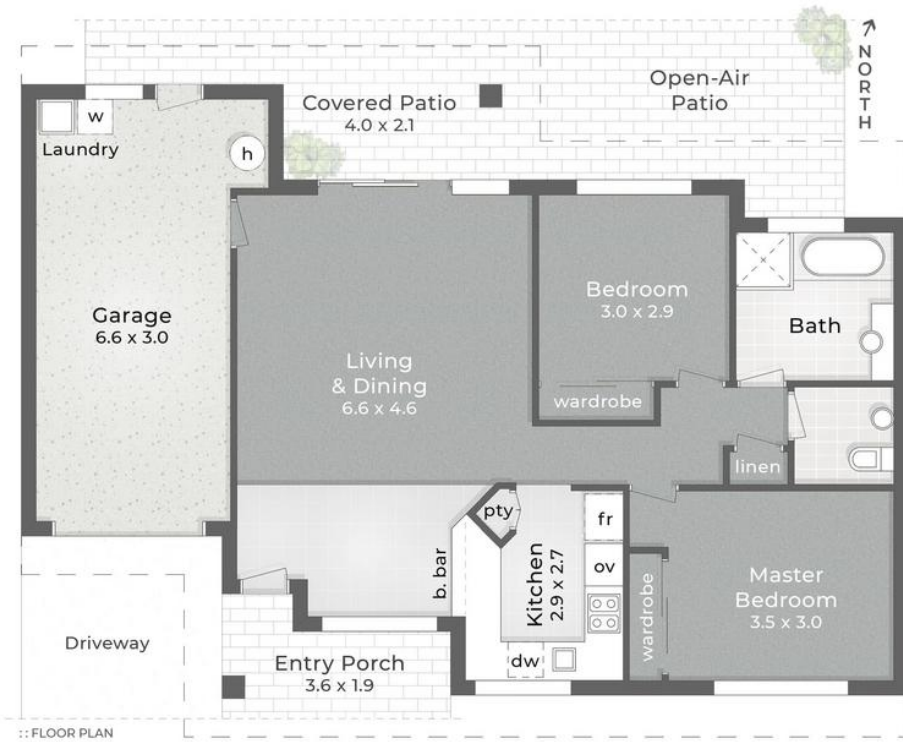 NORTH
Open-Air
Patio
Covered Patio
4.0 x 2.1
w
Laundry
h
Garage
6.6 x 3.0
Living
& Dining
6.6 x 4.6
Bedroom
3.0 x 2.9
wardrobe
Bath
linen
pty
fr
ov
b. bar
Kitchen
2.9 x 2.7
dw
wardrobe
Master
Bedroom
3.5 x 3.0
Driveway
Entry Porch
3.6 x 1.9
:: FLOOR PLAN